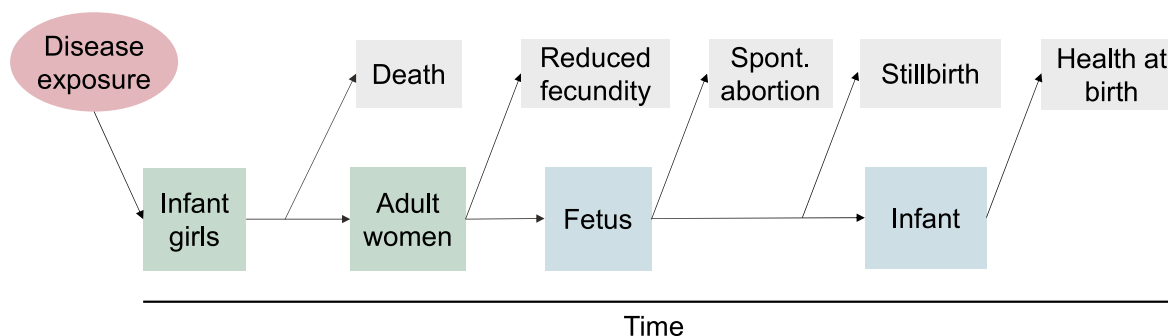 Disease
exposure
Death
Reduced
fecundity
Spont.
abortion
Stillbirth
Health at
birth
Infant
girls
Adult
women
Fetus
Infant
Time